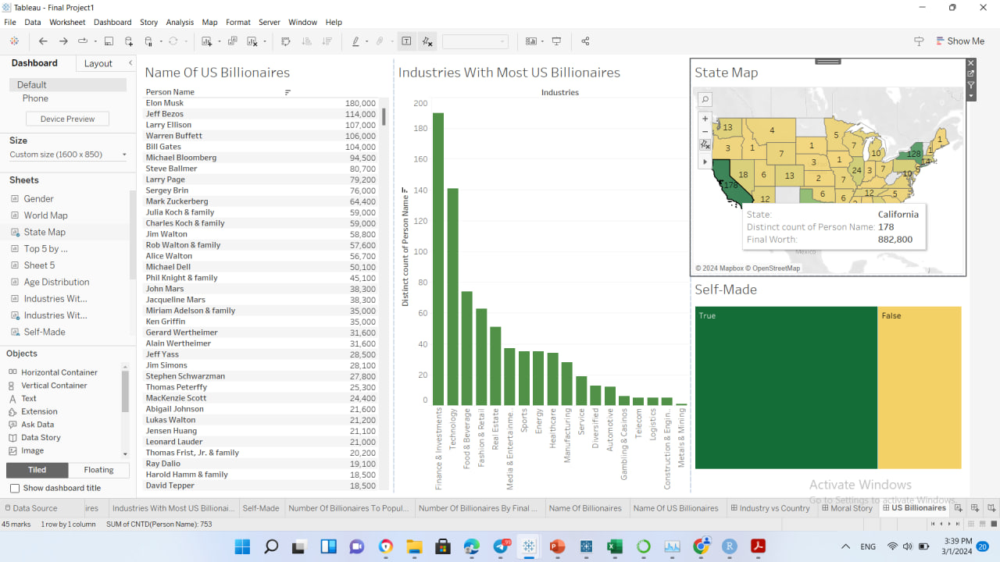 Tableau - Final Project1
File Data Worksheet Dashboard Story Analysis Map Format Server Window Help
Show Me
Dashboard Layout
Default
Phone
Device Preview
Size
Custom size (1600 x 850)
Sheets
Gender
World Map
State Map
Top 5 by ...
Sheet 5
Age Distribution
Industries Wit...
Industries Wit...
Self-Made
Objects
Horizontal Container
Vertical Container
Text
Extension
Ask Data
Data Story
Image
Tiled Floating
Show dashboard title
Name Of US Billionaires
Person Name
Elon Musk 180,000
Jeff Bezos 114,000
Larry Ellison 107,000
Warren Buffett 106,000
Bill Gates 104,000
Michael Bloomberg 94,500
Steve Ballmer 80,700
Larry Page 79,200
Sergey Brin 76,000
Mark Zuckerberg 64,400
Julia Koch & family 59,000
Charles Koch & family 59,000
Jim Walton 58,800
Rob Walton & family 57,600
Alice Walton 56,700
Michael Dell 50,100
Phil Knight & family 45,100
John Mars 38,300
Jacqueline Mars 38,300
Miriam Adelson & family 35,000
Ken Griffin 35,000
Gerard Wertheimer 31,600
Alain Wertheimer 31,600
Jeff Yass 28,500
Jim Simons 28,100
Stephen Schwarzman 27,800
Thomas Peterffy 25,300
MacKenzie Scott 24,400
Abigail Johnson 21,600
Lukas Walton 21,200
Jensen Huang 21,100
Leonard Lauder 21,000
Thomas Frist, Jr. & family 20,200
Ray Dalio 19,100
Harold Hamm & family 18,500
David Tepper 18,500
Industries With Most US Billionaires
Industries
Distinct count of Person Name
200
180
160
140
120
100
80
60
40
20
0
Finance & Investments
Technology
Food & Beverage
Fashion & Retail
Real Estate
Media & Entertainme..
Sports
Energy
Healthcare
Manufacturing
Service
Diversified
Automotive
Gambling & Casinos
Telecom
Logistics
Construction & Engin..
Metals & Mining
State Map
13 4 5 1
3 1 7 1 7 10 128 1
18 6 13 3 1 24 3 7 14
178 2 7 10 5
12 6 6 12 5
State: California
Distinct count of Person Name: 178
Final Worth: 882,800
Mexico
© 2024 Mapbox © OpenStreetMap
Self-Made
True False
Activate Windows
Go to Settings to activate Windows.
Data Source ires Industries With Most US Billionai... Self-Made Number Of Billionaires To Popul... Number Of Billionaires By Final ... Name Of Billionaires Name Of US Billionaires Industry vs Country Moral Story US Billionaires
45 marks 1 row by 1 column SUM of CNTD(Person Name): 753
99
ENG
3:39 PM
3/1/2024
20